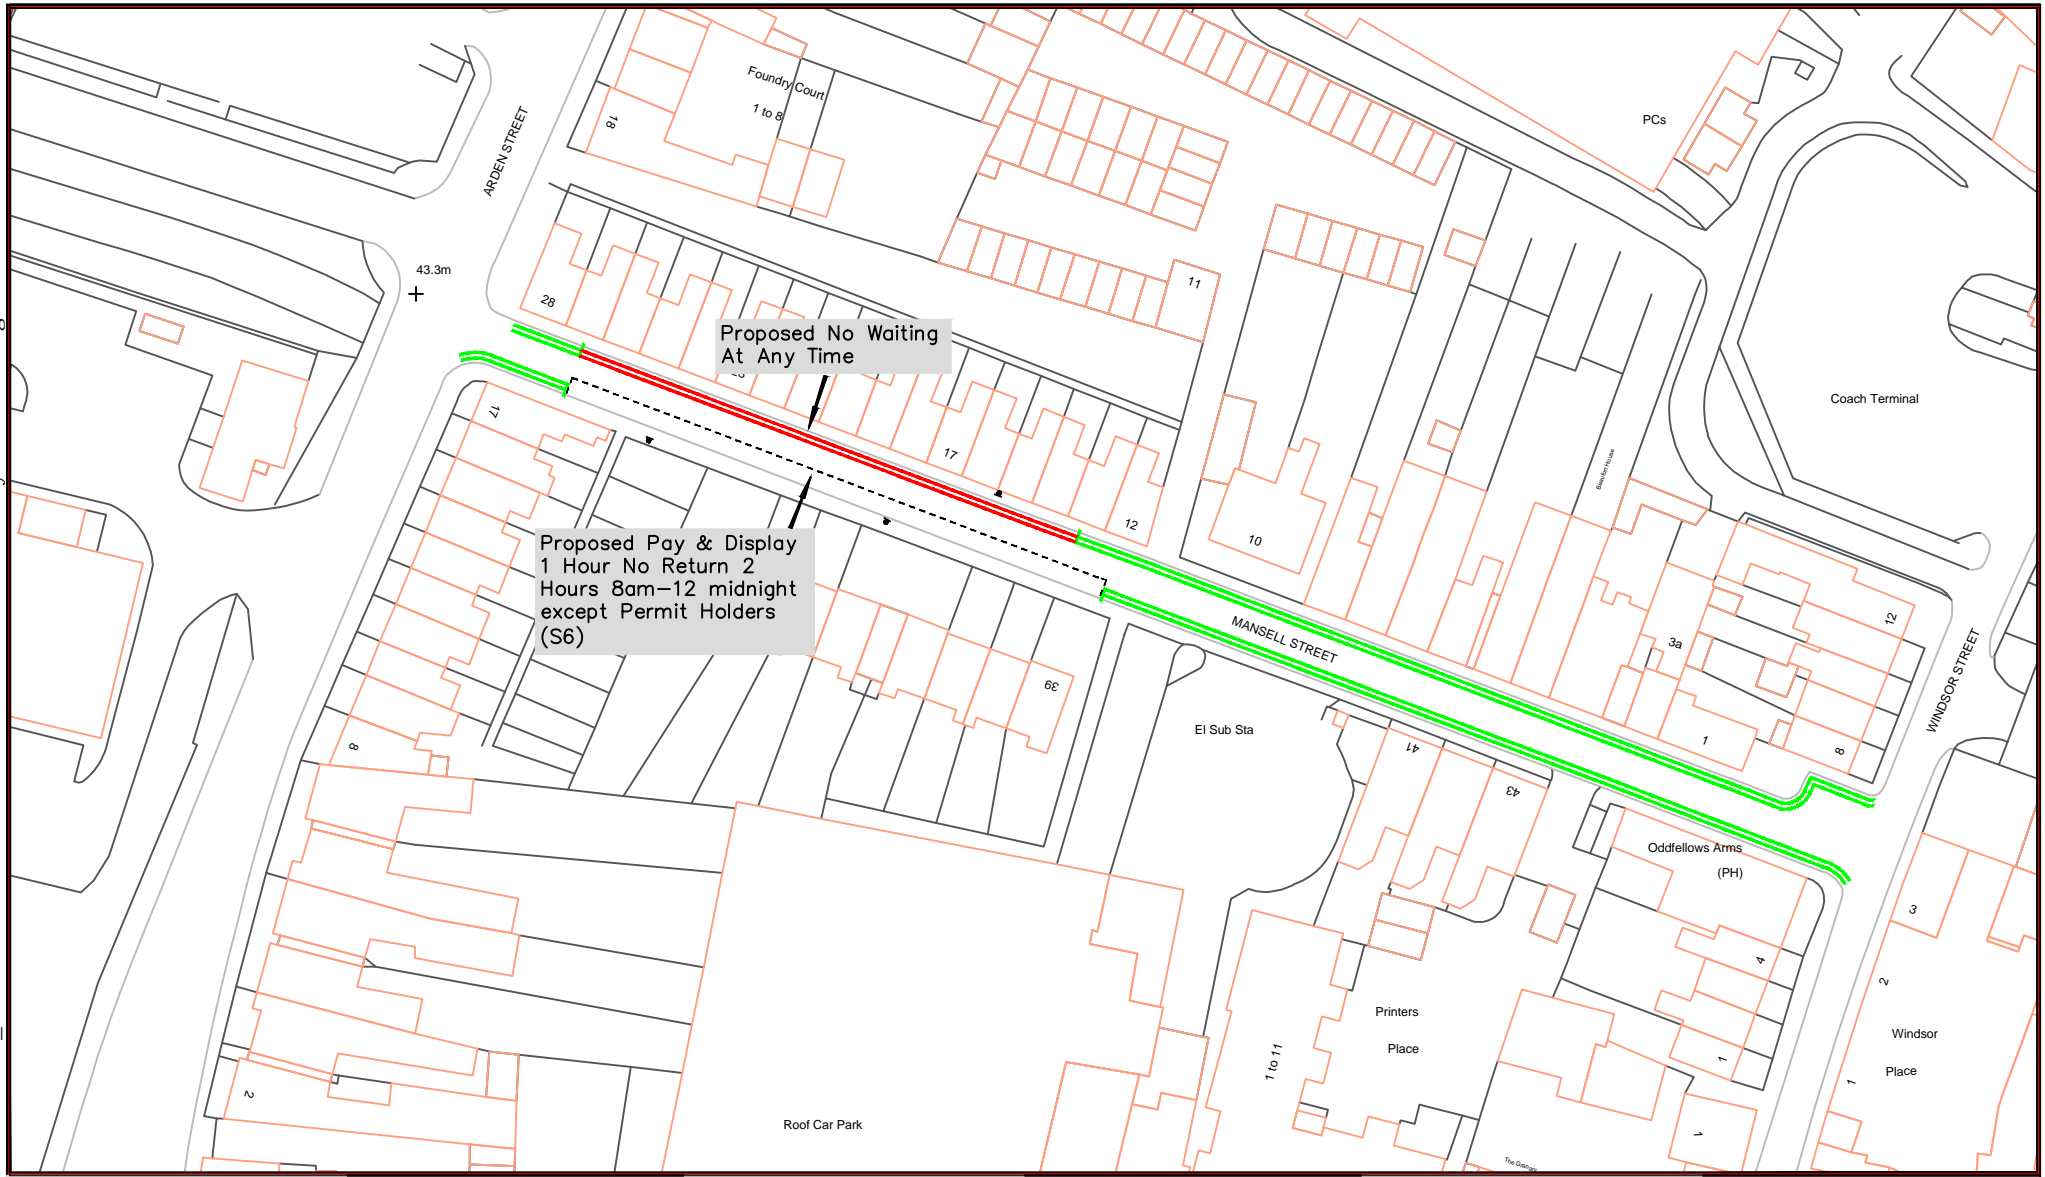 Foundry Court
1 to 8
18
ARDEN STREET
PCs
43.3m
28
11
Proposed No Waiting
At Any Time
Coach Terminal
17
17
12
10
Beaufort House
Proposed Pay & Display
1 Hour No Return 2
Hours 8am-12 midnight
except Permit Holders
(S6)
MANSELL STREET
3a
12
WINDSOR STREET
39
El Sub Sta
41
1
8
8
43
Oddfellows Arms
(PH)
3
4
2
Printers
Place
1 to 11
Windsor
Place
1
1
2
Roof Car Park
1
The Granary